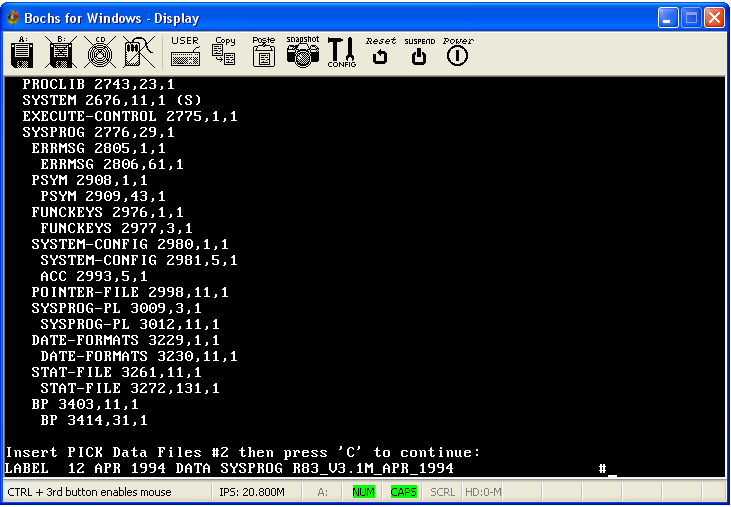 Bochs for Windows - Display
A: B: CD USER Copy Paste snapshot CONFIG Reset SUSPEND Power
PROCLIB 2743,23,1
SYSTEM 2676,11,1 (S)
EXECUTE-CONTROL 2775,1,1
SYSPROG 2776,29,1
ERRMSG 2805,1,1
ERRMSG 2806,61,1
PSYM 2908,1,1
PSYM 2909,43,1
FUNCKEYS 2976,1,1
FUNCKEYS 2977,3,1
SYSTEM-CONFIG 2980,1,1
SYSTEM-CONFIG 2981,5,1
ACC 2993,5,1
POINTER-FILE 2998,11,1
SYSPROG-PL 3009,3,1
SYSPROG-PL 3012,11,1
DATE-FORMATS 3229,1,1
DATE-FORMATS 3230,11,1
STAT-FILE 3261,11,1
STAT-FILE 3272,131,1
BP 3403,11,1
BP 3414,31,1
Insert PICK Data Files #2 then press 'C' to continue:
LABEL  12 APR 1994 DATA SYSPROG R83_V3.1M_APR_1994 #_
CTRL + 3rd button enables mouse IPS: 20.800M A: NUM CAPS SCRL HD:0-M